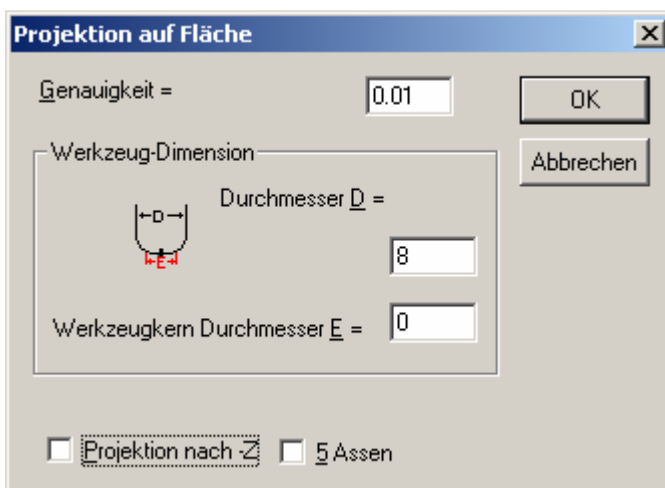 Projektion auf Fläche
Genauigkeit =
0.01
OK
Werkzeug-Dimension
Abbrechen
Durchmesser D =
D
E
8
Werkzeugkern Durchmesser E =
0
Projektion nach -Z
5 Assen